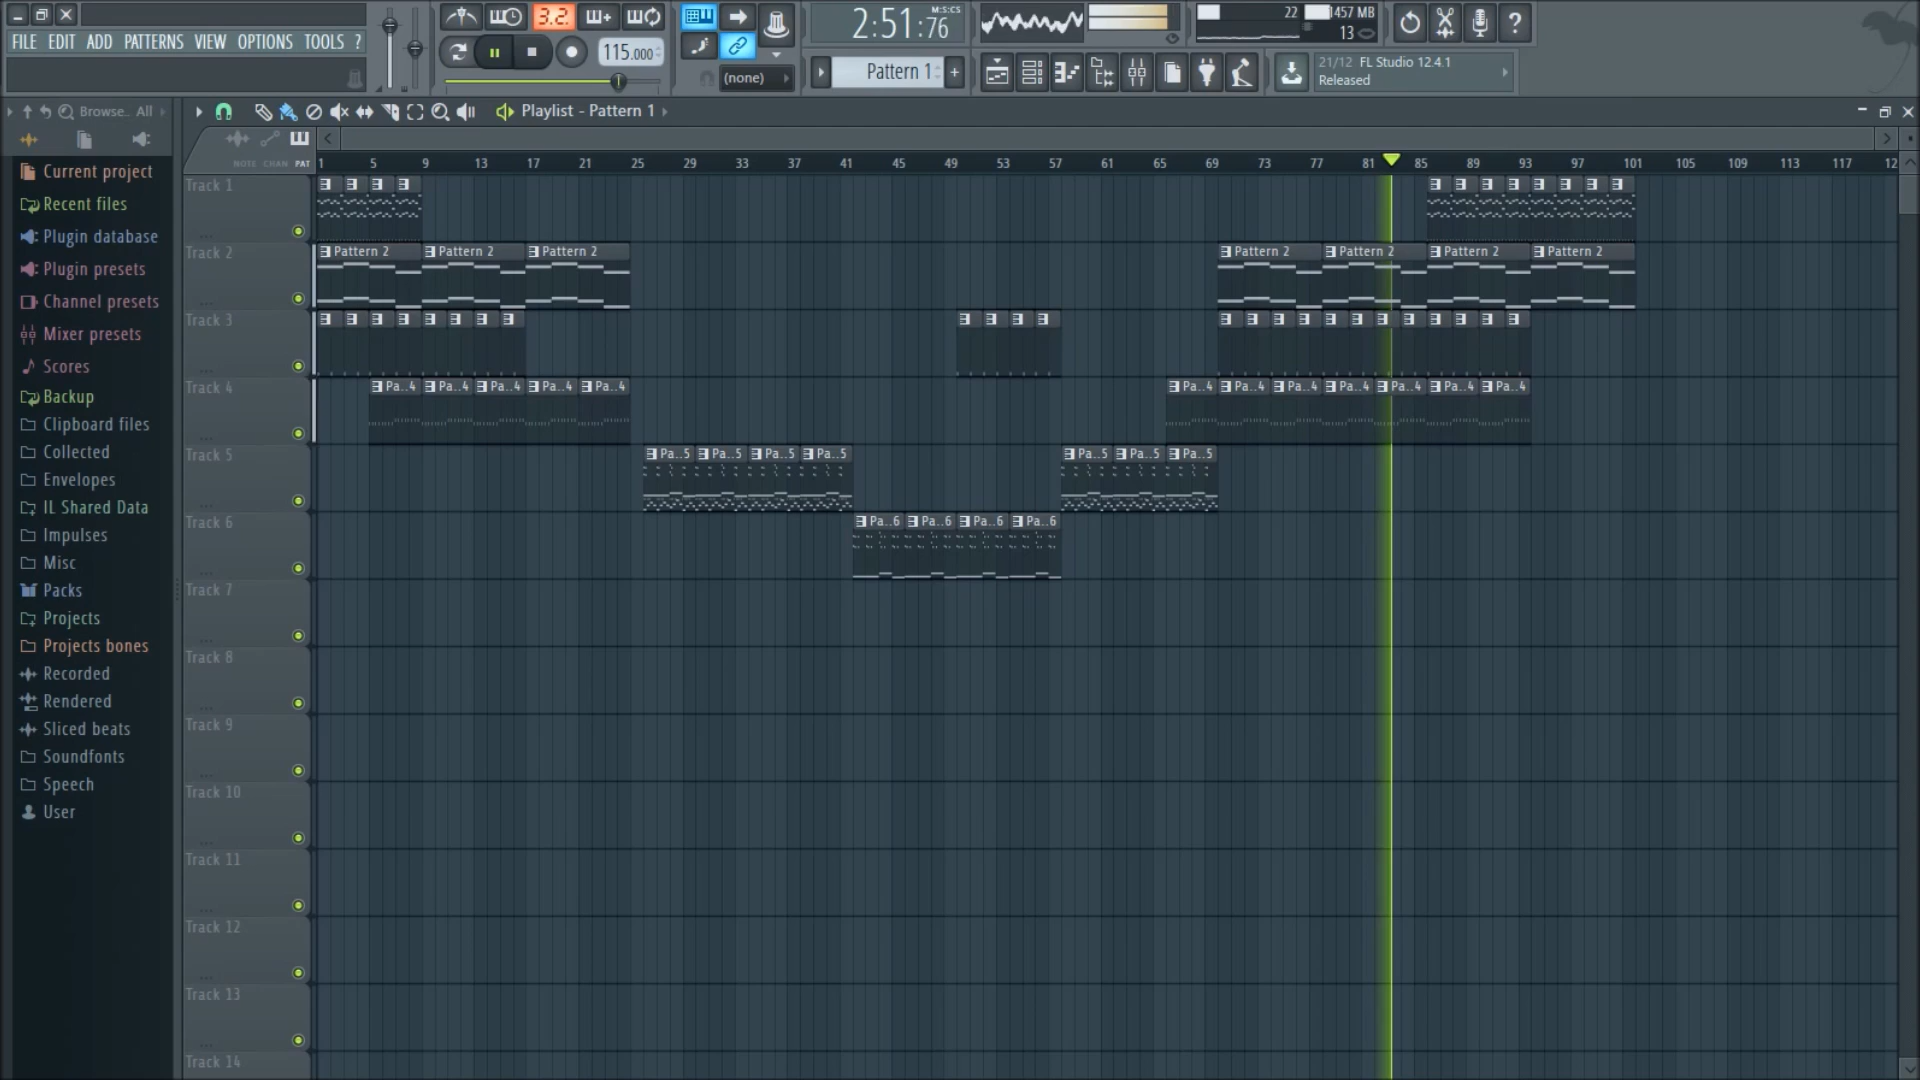 FILE EDIT ADD PATTERNS VIEW OPTIONS TOOLS ?
3.2.
115.000
(none)
2:51:76
M:S:CS
Pattern 1
22
1457 MB
13
21/12 FL Studio 12.4.1
Released
Browse.. All
Playlist - Pattern 1
NOTE CHAN PAT
1 5 9 13 17 21 25 29 33 37 41 45 49 53 57 61 65 69 73 77 81 85 89 93 97 101 105 109 113 117 12
Current project
Recent files
Plugin database
Plugin presets
Channel presets
Mixer presets
Scores
Backup
Clipboard files
Collected
Envelopes
IL Shared Data
Impulses
Misc
Packs
Projects
Projects bones
Recorded
Rendered
Sliced beats
Soundfonts
Speech
User
Track 1
Track 2
Pattern 2 Pattern 2 Pattern 2 Pattern 2 Pattern 2 Pattern 2 Pattern 2
Track 3
Track 4
Pa..4 Pa..4 Pa..4 Pa..4 Pa..4 Pa..4 Pa..4 Pa..4 Pa..4 Pa..4 Pa..4 Pa..4
Track 5
Pa..5 Pa..5 Pa..5 Pa..5 Pa..5 Pa..5 Pa..5
Track 6
Pa..6 Pa..6 Pa..6 Pa..6
Track 7
Track 8
Track 9
Track 10
Track 11
Track 12
Track 13
Track 14